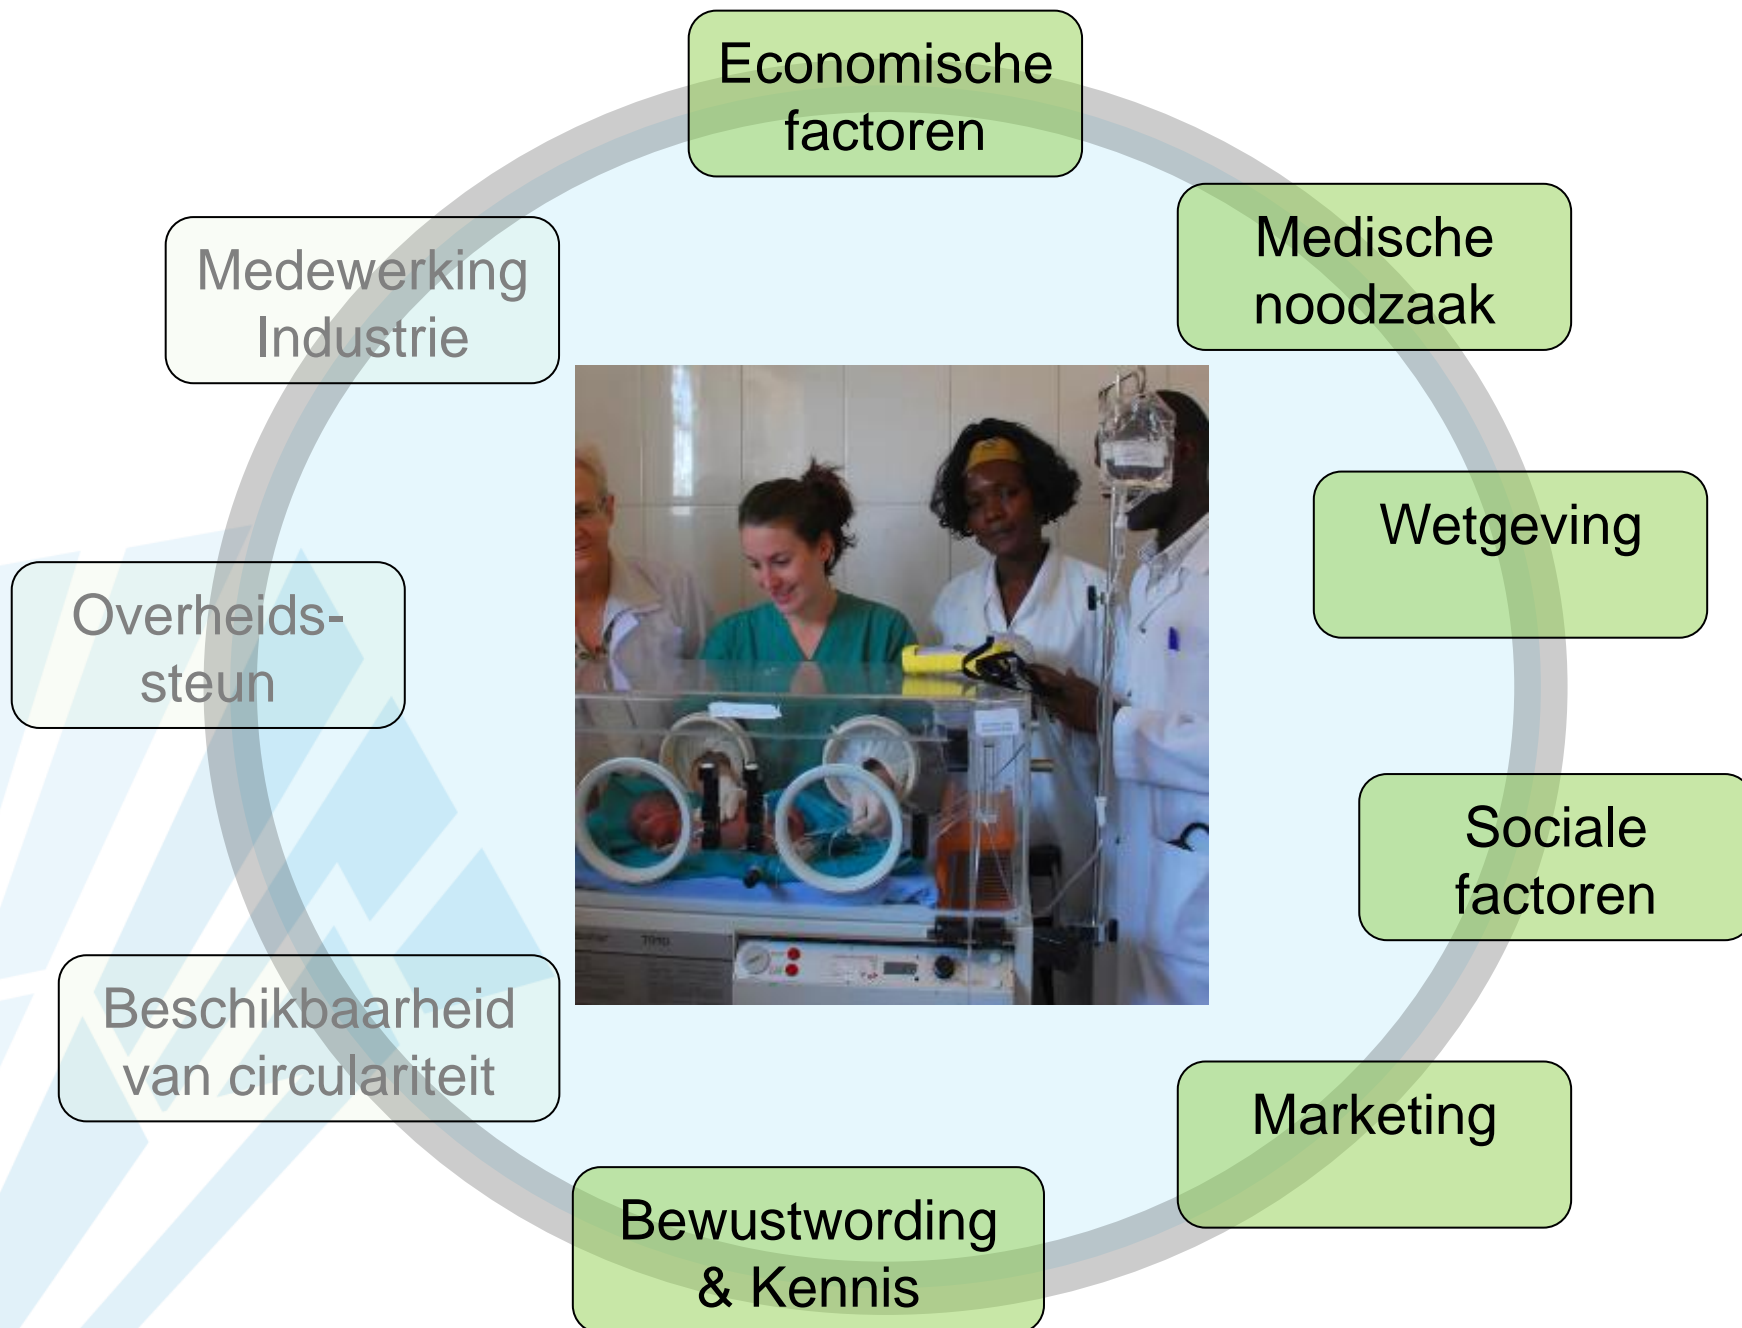 Economische
factoren
Medische
noodzaak
Wetgeving
Sociale
factoren
Marketing
Bewustwording
& Kennis
Beschikbaarheid
van circulariteit
Overheids-
steun
Medewerking
Industrie